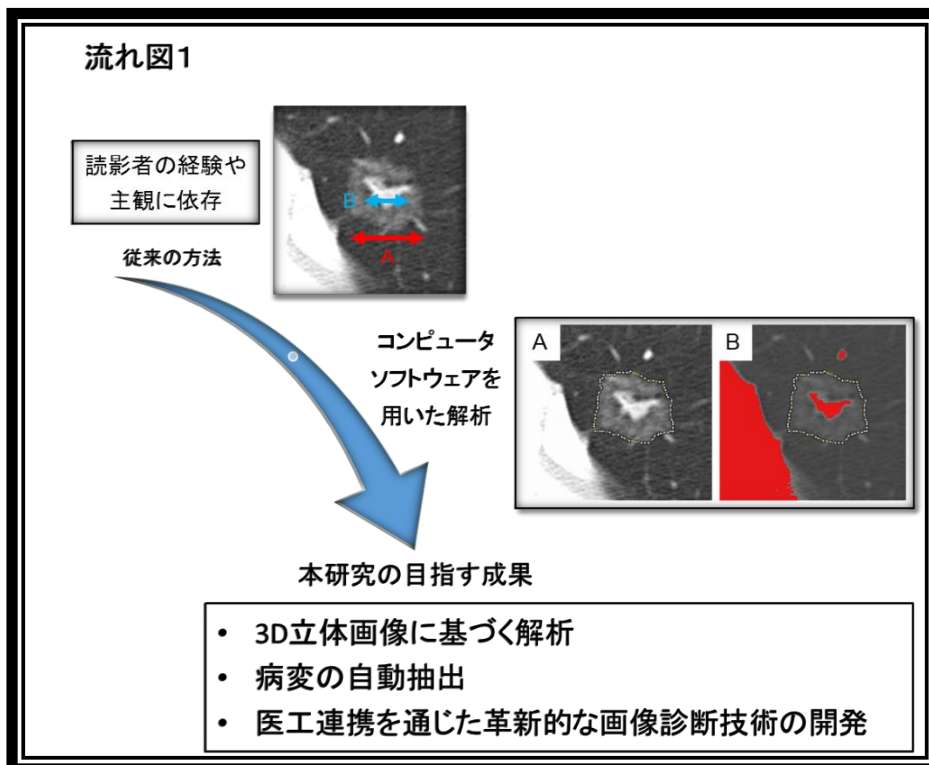 流れ図1
読影者の経験や
主観に依存
従来の方法
B
A
コンピュータ
ソフトウェアを
用いた解析
A
B
本研究の目指す成果
• 3D立体画像に基づく解析
• 病変の自動抽出
• 医工連携を通じた革新的な画像診断技術の開発